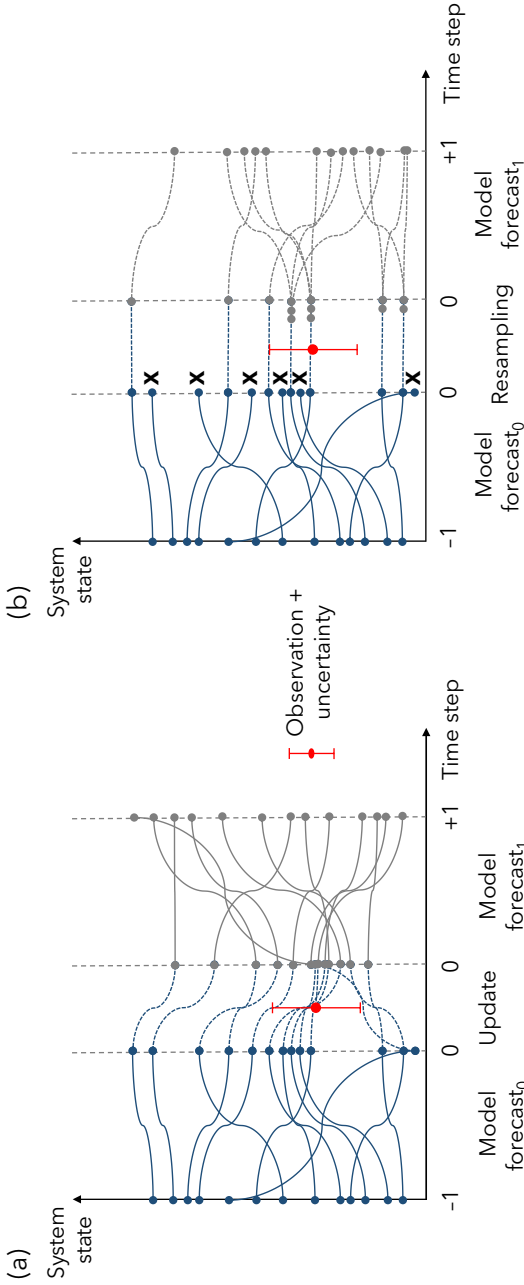 (a)
System
state
-1
0
0
+1
Time step
Model
forecast₀
Update
Model
forecast₁
Observation +
uncertainty
(b)
System
state
X
X
X
X
X
X
-1
0
0
+1
Time step
Model
forecast₀
Resampling
Model
forecast₁